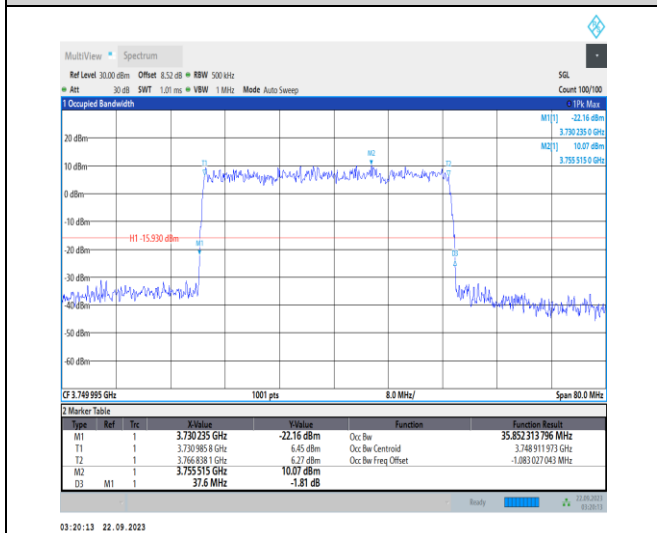 MultiView Spectrum
Ref Level 30.00 dBm Offset 8.52 dB RBW 500 kHz SGL
Att 30 dB SWT 1.01 ms VBW 1 MHz Mode Auto Sweep Count 100/100
1 Occupied Bandwidth 1Pk Max
M1[1] -22.16 dBm
3.730 235 0 GHz
M2[1] 10.07 dBm
3.755 515 0 GHz
20 dBm
M2
T1
10 dBm
0 dBm
-10 dBm
H1 -15.930 dBm
M1
-20 dBm
D3
-30 dBm
-40 dBm
-50 dBm
-60 dBm
CF 3.749 995 GHz 1001 pts 8.0 MHz/ Span 80.0 MHz
2 Marker Table
Type Ref Trc X-Value Y-Value Function Function Result
M1 1 3.730 235 GHz -22.16 dBm Occ Bw 35.852 313 796 MHz
T1 1 3.730 985 8 GHz 6.45 dBm Occ Bw Centroid 3.748 911 973 GHz
T2 1 3.766 838 1 GHz 6.27 dBm Occ Bw Freq Offset -1.083 027 043 MHz
M2 1 3.755 515 GHz 10.07 dBm
D3 M1 1 37.6 MHz -1.81 dB
Ready 22.09.2023
03:20:13
03:20:13 22.09.2023